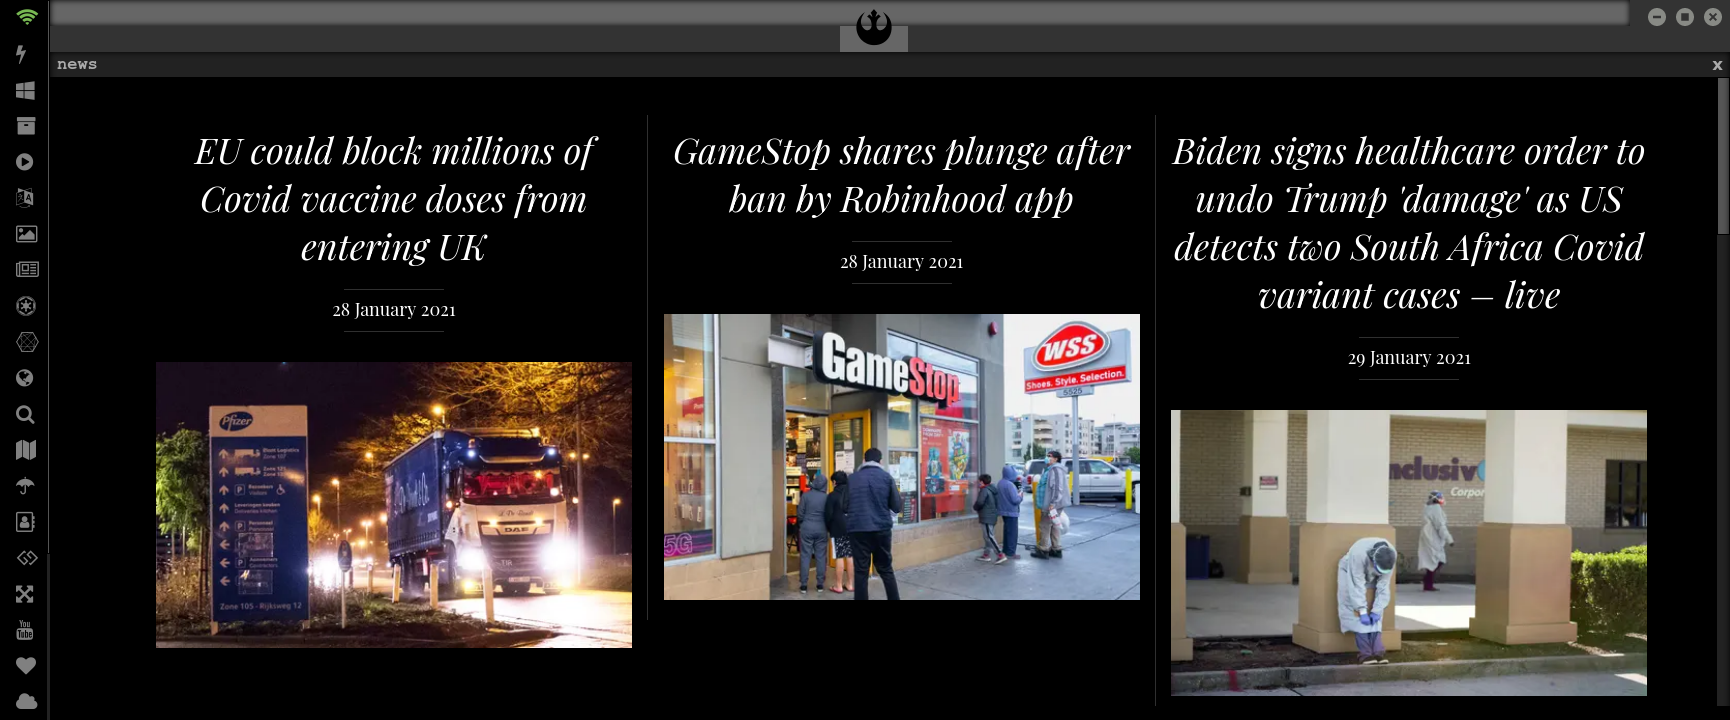 news
x
EU could block millions of
Covid vaccine doses from
entering UK
28 January 2021
Pfizer
Zone 105 - Rijksweg 12
DAF
GameStop shares plunge after
ban by Robinhood app
28 January 2021
GameStop
WSS
Shoes. Style. Selection.
5G
Biden signs healthcare order to
undo Trump 'damage' as US
detects two South Africa Covid
variant cases – live
29 January 2021
nclusiv
Corpor
You
Tube